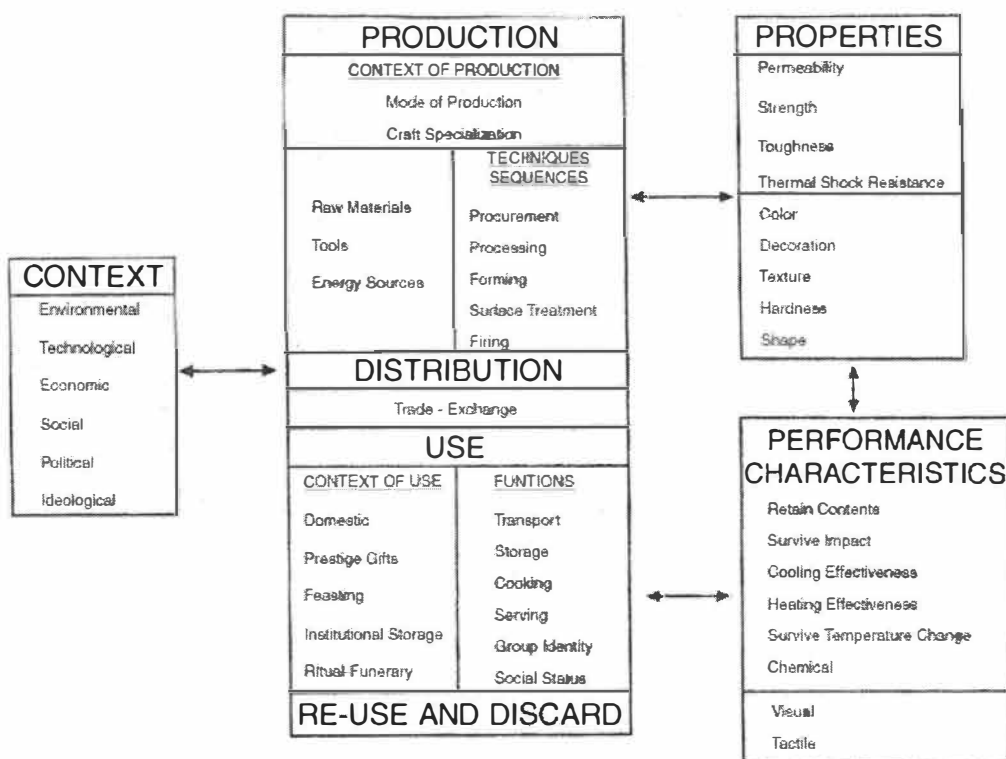 CONTEXT
Environmental
Technological
Economic
Social
Political
Ideological
PRODUCTION
CONTEXT OF PRODUCTION
Mode of Production
Craft Specialization
Raw Materials
Tools
Energy Sources
TECHNIQUES
SEQUENCES
Procurement
Processing
Forming
Surface Treatment
Firing
DISTRIBUTION
Trade - Exchange
USE
CONTEXT OF USE
Domestic
Prestige Gifts
Feasting
Institutional Storage
Ritual Funerary
FUNTIONS
Transport
Storage
Cooking
Serving
Group Identity
Social Status
RE-USE AND DISCARD
PROPERTIES
Permeability
Strength
Toughness
Thermal Shock Resistance
Color
Decoration
Texture
Hardness
Shape
PERFORMANCE
CHARACTERISTICS
Retain Contents
Survive Impact
Cooling Effectiveness
Heating Effectiveness
Survive Temperature Change
Chemical
Visual
Tactile